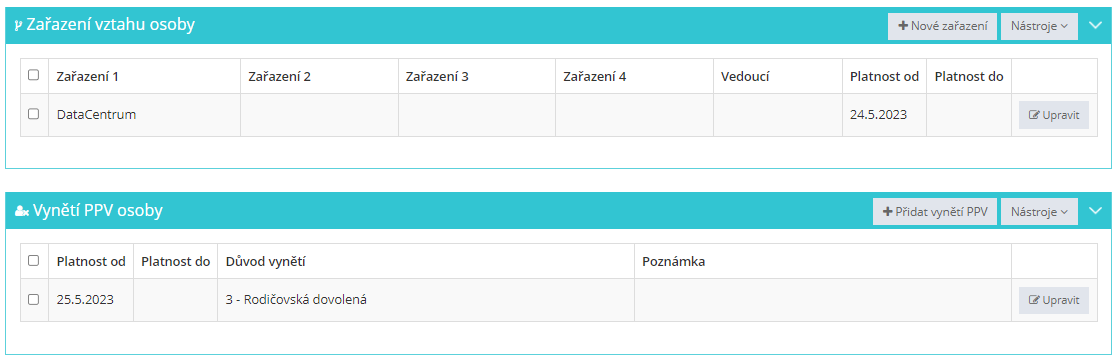 Zařazení vztahu osoby
Nové zařazení Nástroje
Zařazení 1 Zařazení 2 Zařazení 3 Zařazení 4 Vedoucí Platnost od Platnost do
DataCentrum 24.5.2023 Upravit
Vynětí PPV osoby
Přidat vynětí PPV Nástroje
Platnost od Platnost do Důvod vynětí Poznámka
25.5.2023 3 - Rodičovská dovolená Upravit